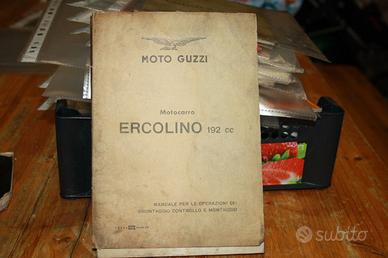 MOTO GUZZI
Motocarro
ERCOLINO 192 cc
MANUALE PER LE OPERAZIONI DI:
SMONTAGGIO CONTROLLO E MONTAGGIO
subito